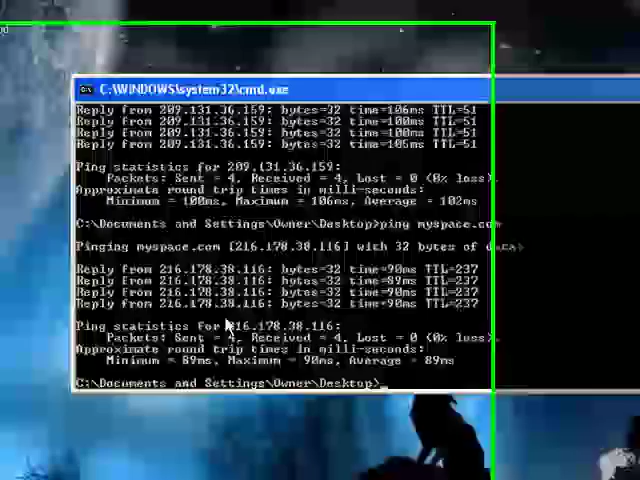 C:\WINDOWS\system32\cmd.exe
Reply from 209.131.36.159: bytes=32 time=106ms TTL=51
Reply from 209.131.36.159: bytes=32 time=100ms TTL=51
Reply from 209.131.36.159: bytes=32 time=100ms TTL=51
Reply from 209.131.36.159: bytes=32 time=105ms TTL=51
Ping statistics for 209.131.36.159:
Packets: Sent = 4, Received = 4, Lost = 0 (0% loss),
Approximate round trip times in milli-seconds:
Minimum = 100ms, Maximum = 106ms, Average = 102ms
C:\Documents and Settings\Owner\Desktop>ping myspace.com
Pinging myspace.com [216.178.38.116] with 32 bytes of data:
Reply from 216.178.38.116: bytes=32 time=90ms TTL=237
Reply from 216.178.38.116: bytes=32 time=89ms TTL=237
Reply from 216.178.38.116: bytes=32 time=90ms TTL=237
Reply from 216.178.38.116: bytes=32 time=90ms TTL=237
Ping statistics for 216.178.38.116:
Packets: Sent = 4, Received = 4, Lost = 0 (0% loss),
Approximate round trip times in milli-seconds:
Minimum = 89ms, Maximum = 90ms, Average = 89ms
C:\Documents and Settings\Owner\Desktop>_